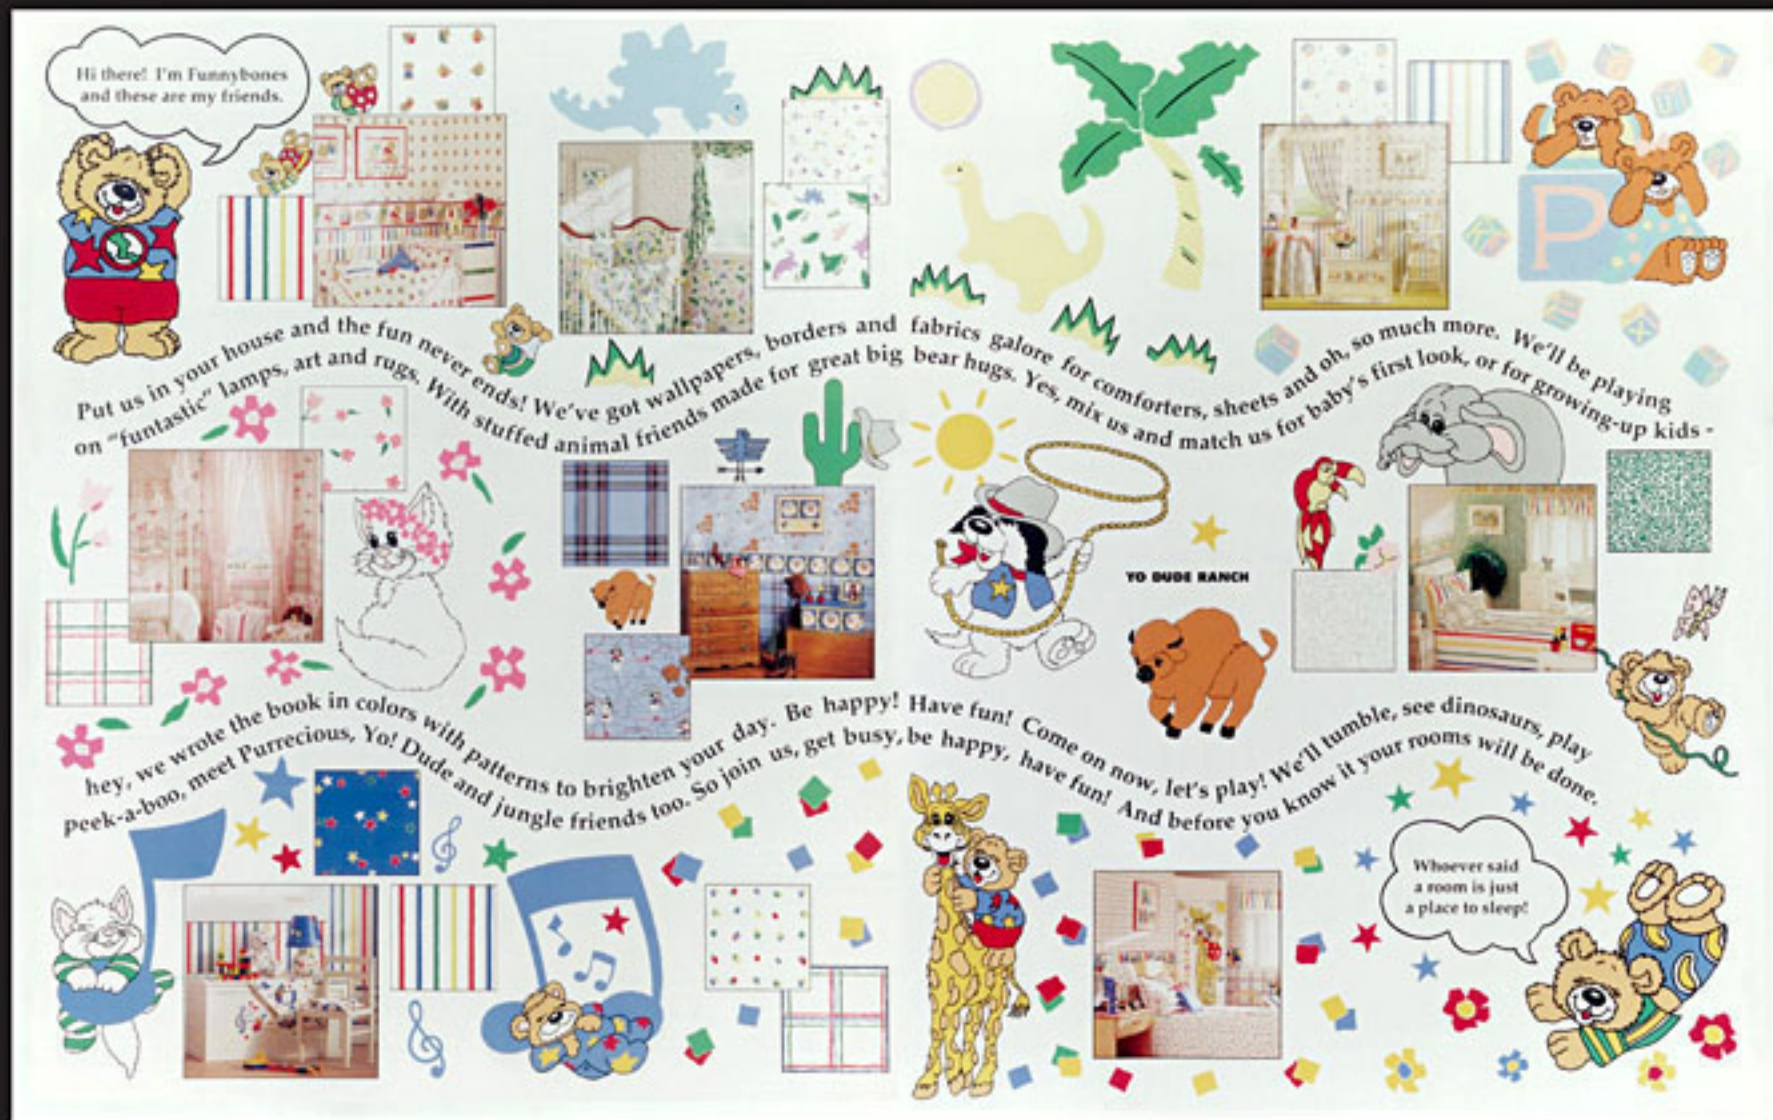 Hi there! I'm Funnybones
and these are my friends.
Put us in your house and the fun never ends! We've got wallpapers, borders and fabrics galore for comforters, sheets and oh, so much more. We'll be playing
on "funtastic" lamps, art and rugs. With stuffed animal friends made for great big bear hugs. Yes, mix us and match us for baby's first look, or for growing-up kids -
P
YO DUDE RANCH
hey, we wrote the book in colors with patterns to brighten your day. Be happy! Have fun! Come on now, let's play! We'll tumble, see dinosaurs, play
peek-a-boo, meet Purrecious, Yo! Dude and jungle friends too. So join us, get busy, be happy, have fun! And before you know it your rooms will be done.
Whoever said
a room is just
a place to sleep!